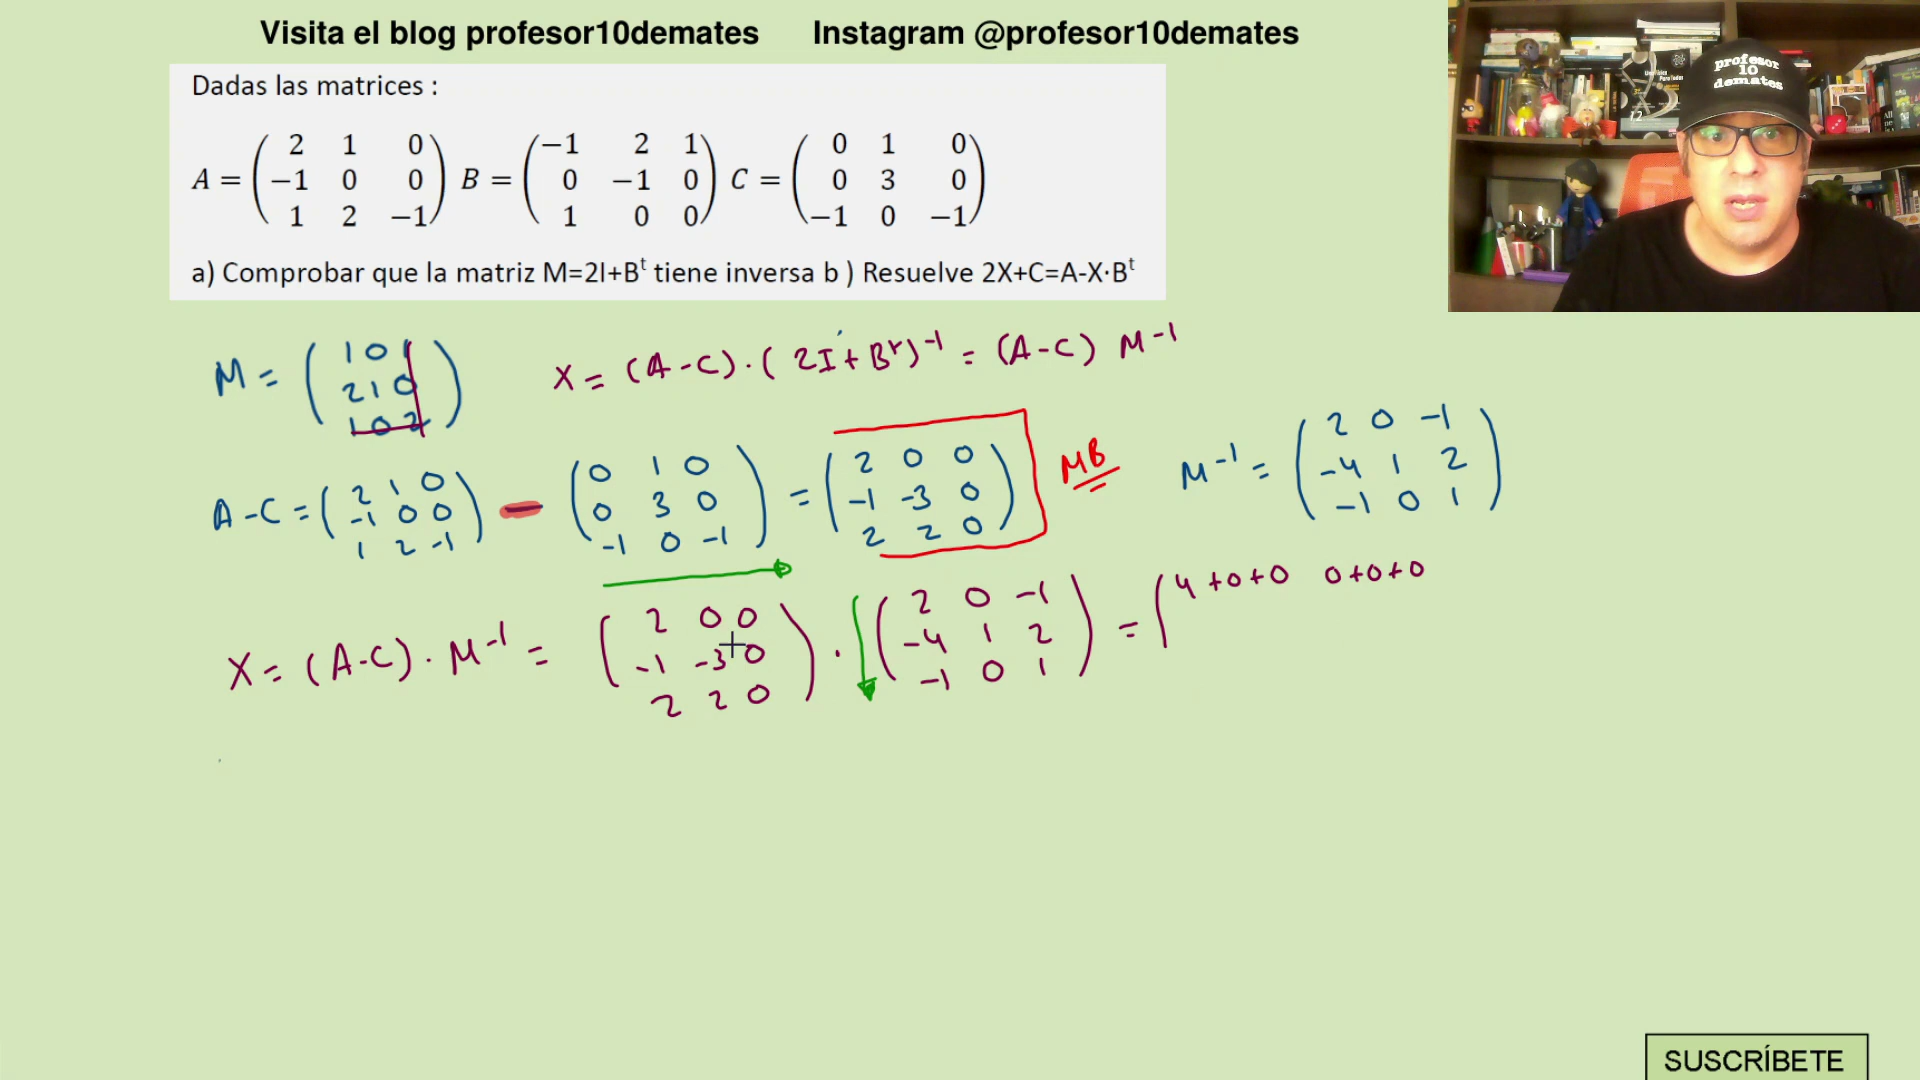 Visita el blog profesor10demates Instagram @profesor10demates
profesor
10
demates
Dadas las matrices :
A = ( 2 1 0 ) B = ( −1 2 1 ) C = ( 0 1 0 )
( −1 0 0 ) ( 0 −1 0 ) ( 0 3 0 )
( 1 2 −1 ) ( 1 0 0 ) ( −1 0 −1 )
a) Comprobar que la matriz M=2I+Bᵗ tiene inversa b ) Resuelve 2X+C=A-X·Bᵗ
M = ( 1 0 1 )
( 2 1 0 )
( 1 0 2 )
X = (A-C)·(2I+Bᵗ)⁻¹ = (A-C) M⁻¹
A-C = ( 2 1 0 ) − ( 0 1 0 ) = ( 2 0 0 ) MB
( -1 0 0 ) ( 0 3 0 ) ( -1 -3 0 )
( 1 2 -1 ) ( -1 0 -1 ) ( 2 2 0 )
M⁻¹ = ( 2 0 -1 )
( -4 1 2 )
( -1 0 1 )
X = (A-C)·M⁻¹ = ( 2 0 0 ) · ( 2 0 -1 ) = ( 4+0+0 0+0+0
( -1 -3 0 ) ( -4 1 2 )
( 2 2 0 ) ( -1 0 1 )
SUSCRÍBETE